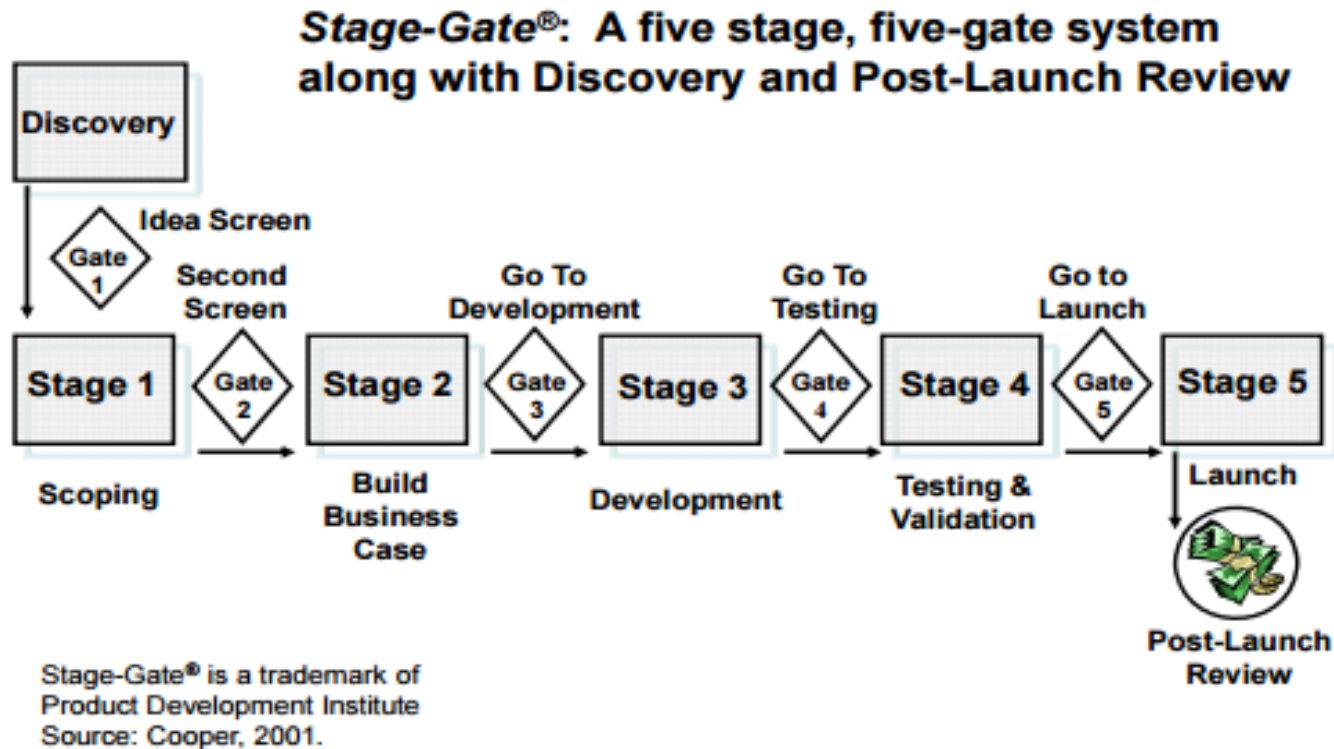 Stage-Gate®: A five stage, five-gate system
along with Discovery and Post-Launch Review
Discovery
Idea Screen
Gate
1
Second
Screen
Go To
Development
Go To
Testing
Go to
Launch
Stage 1
Gate
2
Stage 2
Gate
3
Stage 3
Gate
4
Stage 4
Gate
5
Stage 5
Scoping
Build
Business
Case
Development
Testing &
Validation
Launch
Post-Launch
Review
Stage-Gate® is a trademark of
Product Development Institute
Source: Cooper, 2001.